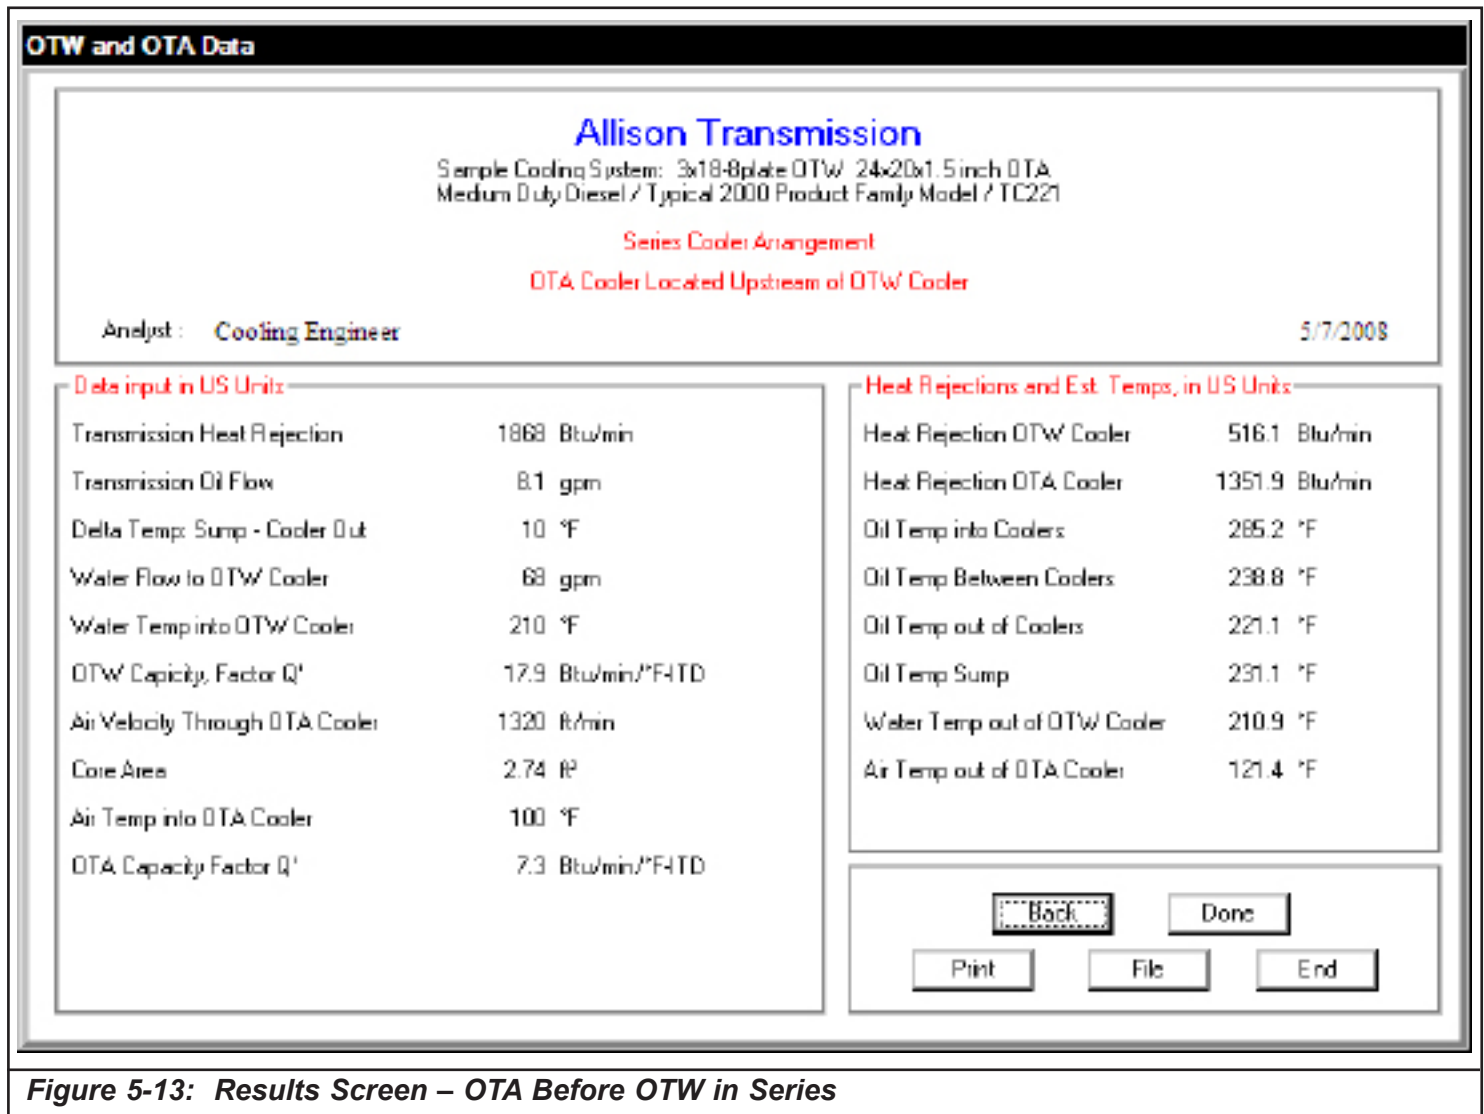 OTW and OTA Data
Allison Transmission
Sample Cooling System: 3x18-8plate OTW 24x20x1.5 inch OTA
Medium Duty Diesel / Typical 2000 Product Family Model / TC221
Series Cooler Arrangement
OTA Cooler Located Upstream of OTW Cooler
Analyst : Cooling Engineer 5/7/2008
Data input in US Units
Transmission Heat Rejection 1868 Btu/min
Transmission Oil Flow 8.1 gpm
Delta Temp: Sump - Cooler Out 10 °F
Water Flow to OTW Cooler 68 gpm
Water Temp into OTW Cooler 210 °F
OTW Capicity, Factor Q' 17.9 Btu/min/°F-ITD
Air Velocity Through OTA Cooler 1320 ft/min
Core Area 2.74 ft²
Air Temp into OTA Cooler 100 °F
OTA Capacity Factor Q' 7.3 Btu/min/°F-ITD
Heat Rejections and Est. Temps, in US Units
Heat Rejection OTW Cooler 516.1 Btu/min
Heat Rejection OTA Cooler 1351.9 Btu/min
Oil Temp into Coolers 285.2 °F
Oil Temp Between Coolers 238.8 °F
Oil Temp out of Coolers 221.1 °F
Oil Temp Sump 231.1 °F
Water Temp out of OTW Cooler 210.9 °F
Air Temp out of OTA Cooler 121.4 °F
Back Done
Print File End
Figure 5-13: Results Screen – OTA Before OTW in Series